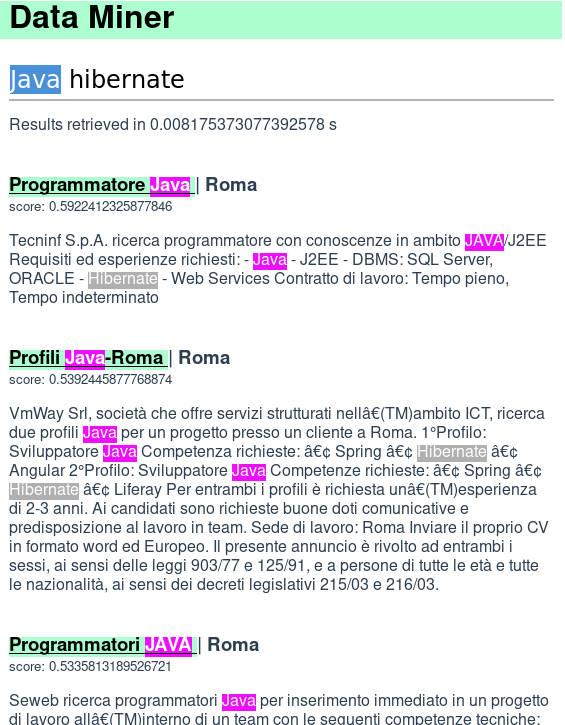 Data Miner
Java hibernate
Results retrieved in 0.008175373077392578 s
Programmatore Java | Roma
score: 0.5922412325877846
Tecninf S.p.A. ricerca programmatore con conoscenze in ambito JAVA/J2EE
Requisiti ed esperienze richiesti: - Java - J2EE - DBMS: SQL Server,
ORACLE - Hibernate - Web Services Contratto di lavoro: Tempo pieno,
Tempo indeterminato
Profili Java-Roma | Roma
score: 0.5392445877768874
VmWay Srl, società che offre servizi strutturati nellâ€(TM)ambito ICT, ricerca
due profili Java per un progetto presso un cliente a Roma. 1°Profilo:
Sviluppatore Java Competenza richieste: â€¢ Spring â€¢ Hibernate â€¢
Angular 2°Profilo: Sviluppatore Java Competenze richieste: â€¢ Spring â€¢
Hibernate â€¢ Liferay Per entrambi i profili è richiesta unâ€(TM)esperienza
di 2-3 anni. Ai candidati sono richieste buone doti comunicative e
predisposizione al lavoro in team. Sede di lavoro: Roma Inviare il proprio CV
in formato word ed Europeo. Il presente annuncio è rivolto ad entrambi i
sessi, ai sensi delle leggi 903/77 e 125/91, e a persone di tutte le età e tutte
le nazionalità, ai sensi dei decreti legislativi 215/03 e 216/03.
Programmatori JAVA | Roma
score: 0.5335813189526721
Seweb ricerca programmatori Java per inserimento immediato in un progetto
di lavoro allâ€(TM)interno di un team con le seguenti competenze tecniche: